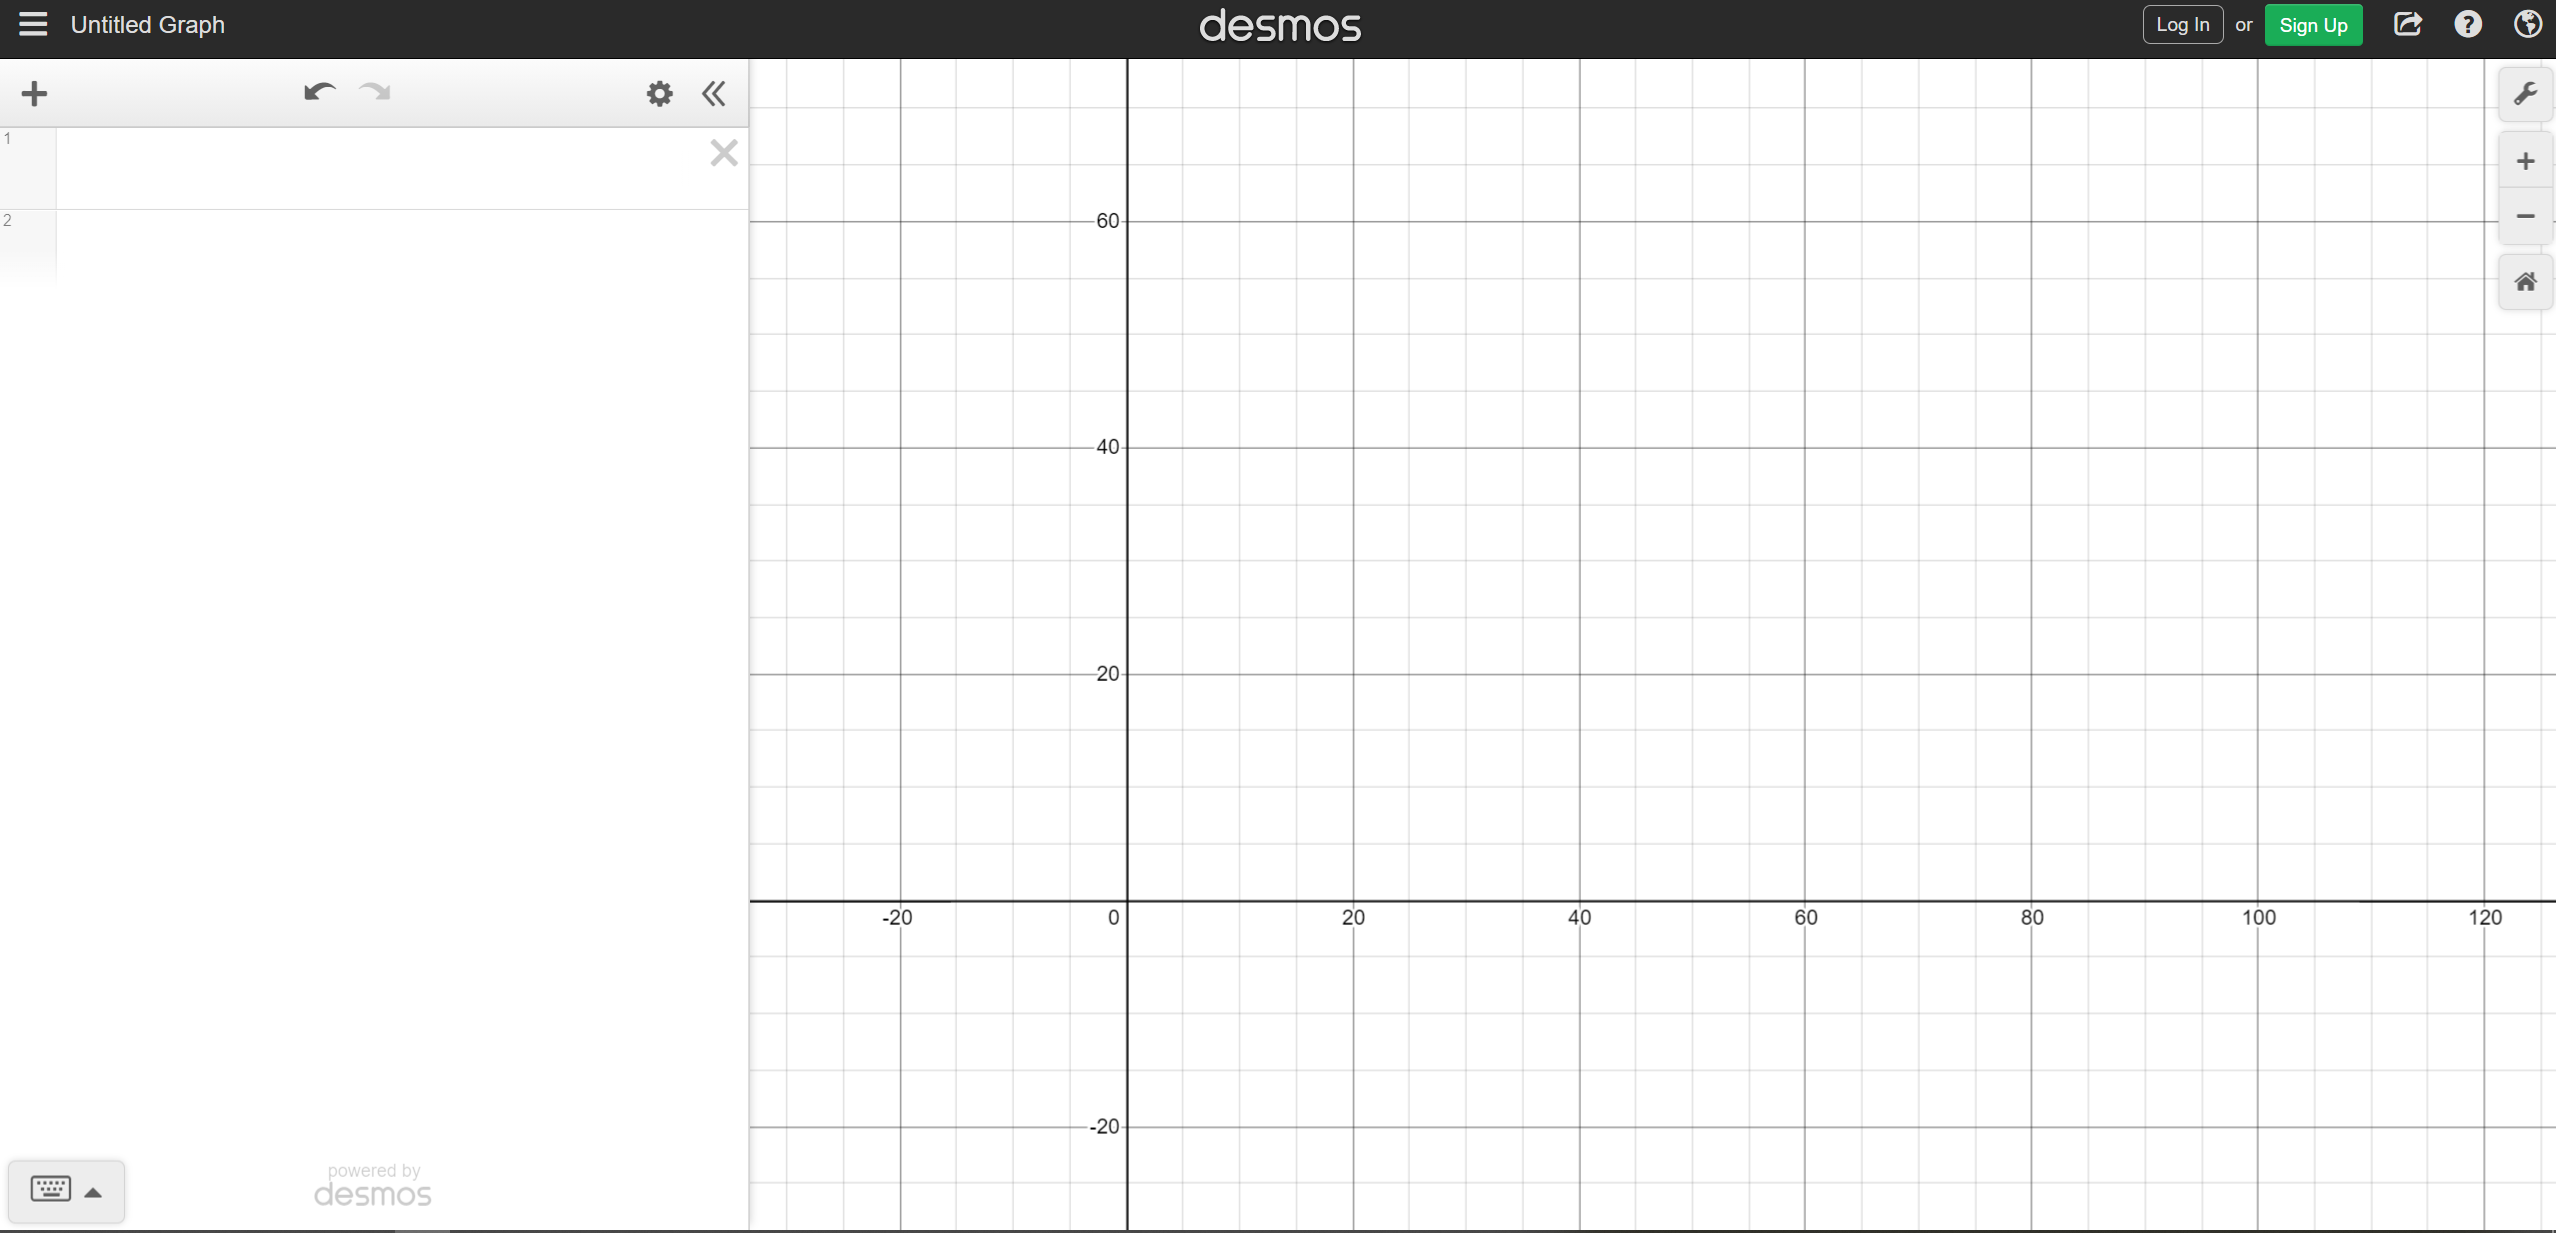 Untitled Graph
desmos
Log In or Sign Up
1
2
60
40
20
-20 0 20 40 60 80 100 120
-20
powered by
desmos